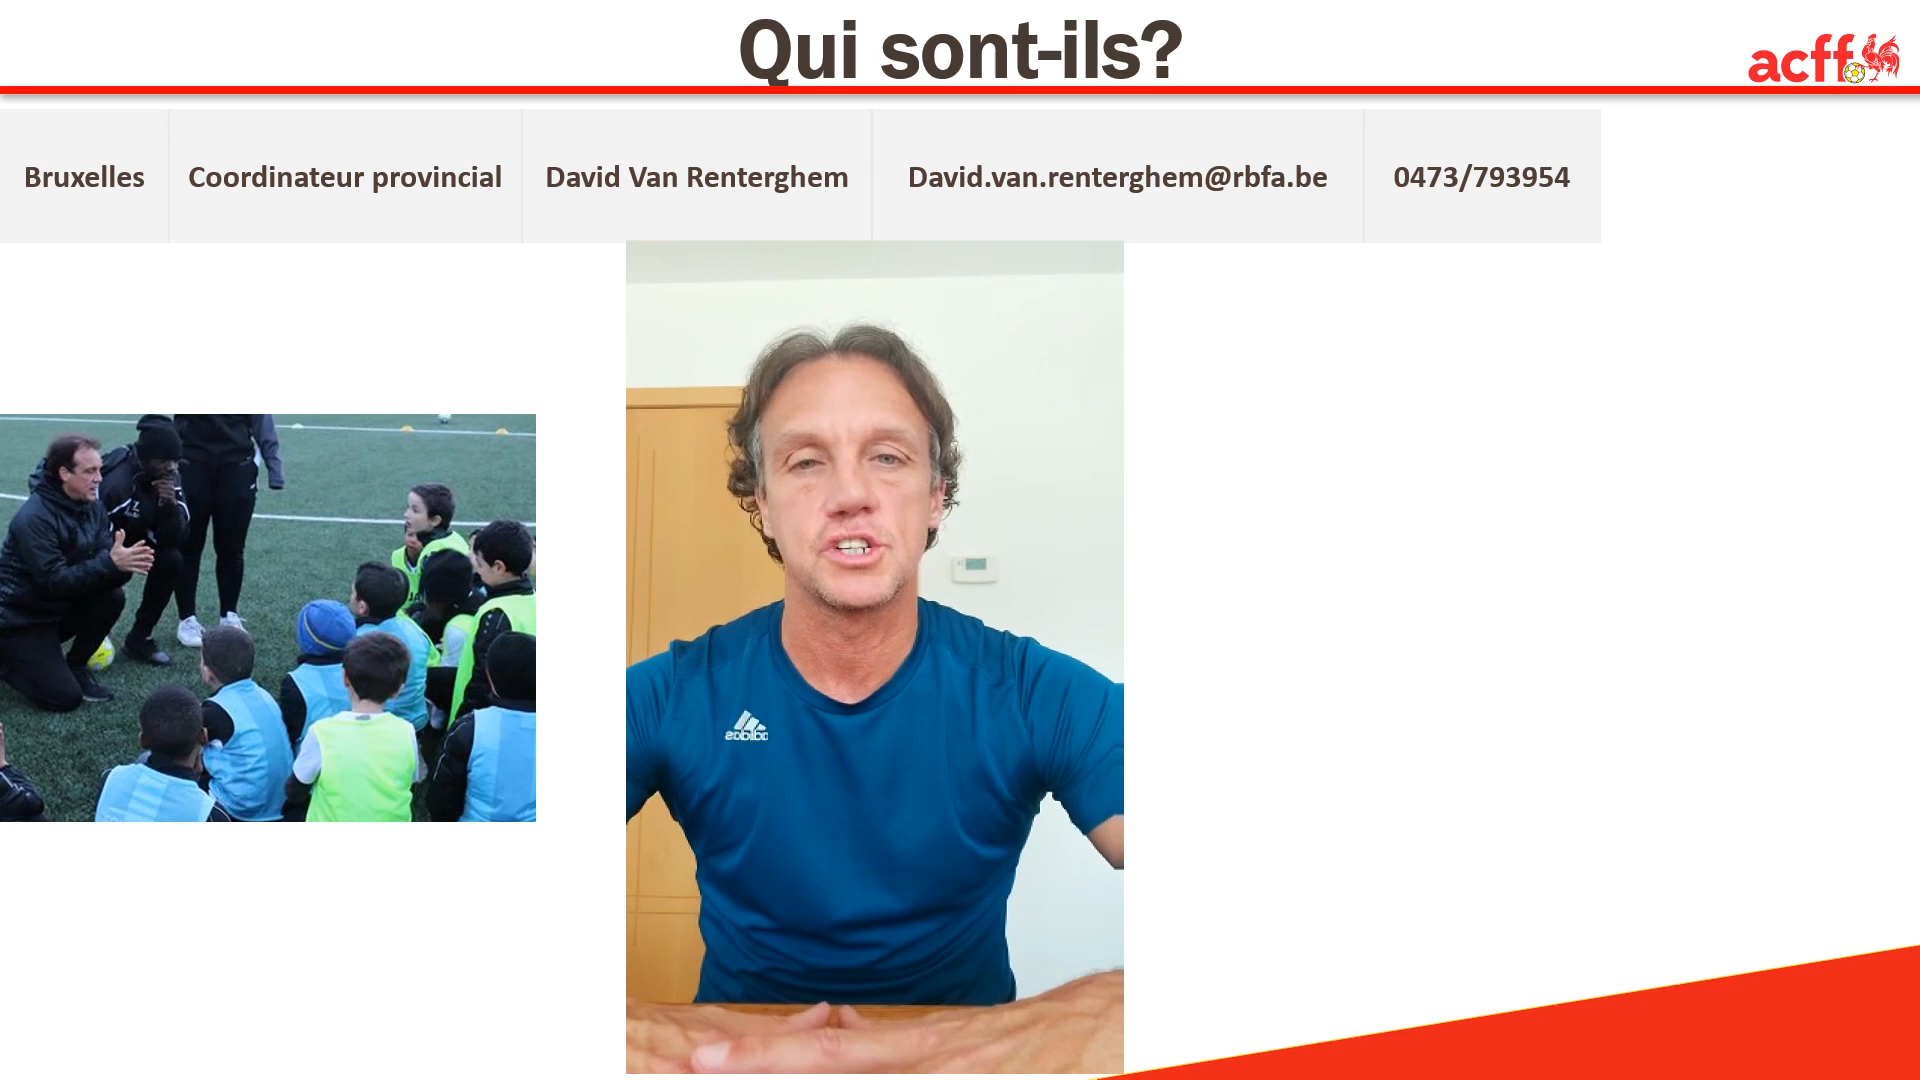 Qui sont-ils?
acff
Bruxelles
Coordinateur provincial
David Van Renterghem
David.van.renterghem@rbfa.be
0473/793954
adidas